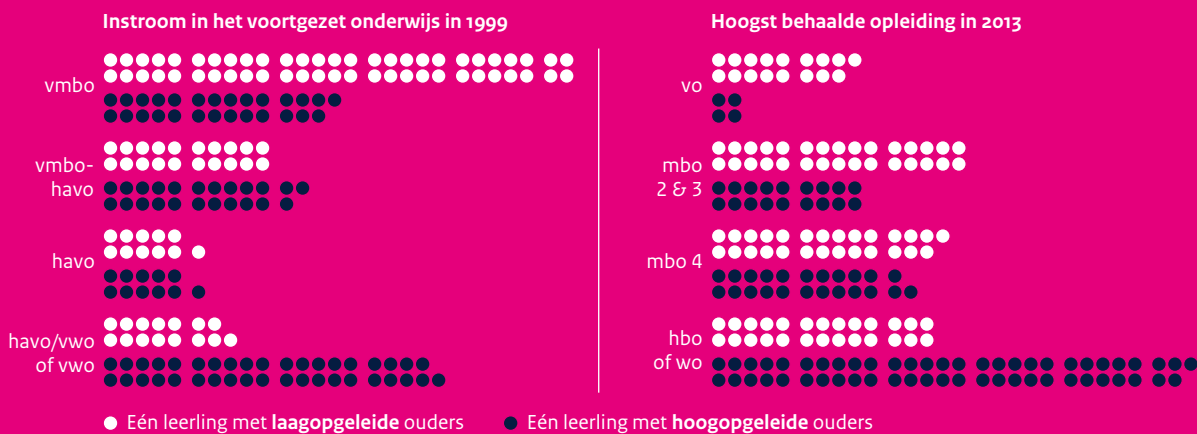 Instroom in het voortgezet onderwijs in 1999
vmbo
vmbo-
havo
havo
havo/vwo
of vwo
Hoogst behaalde opleiding in 2013
vo
mbo
2 & 3
mbo 4
hbo
of wo
Eén leerling met laagopgeleide ouders
Eén leerling met hoogopgeleide ouders